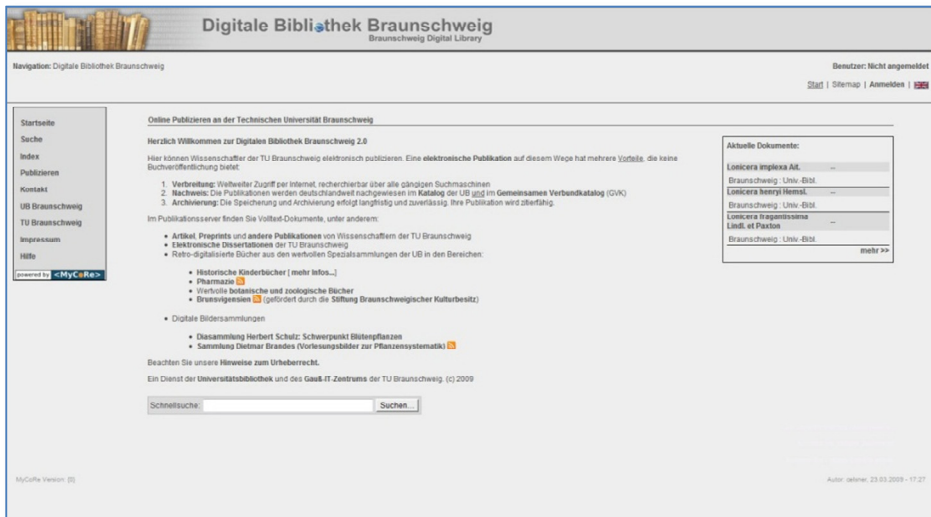 Digitale Bibliothek Braunschweig
Braunschweig Digital Library
Navigation: Digitale Bibliothek Braunschweig
Benutzer: Nicht angemeldet
Start | Sitemap | Anmelden |
Startseite
Suche
Index
Publizieren
Kontakt
UB Braunschweig
TU Braunschweig
Impressum
Hilfe
powered by <MyCoRe>
Online Publizieren an der Technischen Universität Braunschweig
Herzlich Willkommen zur Digitalen Bibliothek Braunschweig 2.0
Hier können Wissenschaftler der TU Braunschweig elektronisch publizieren. Eine elektronische Publikation auf diesem Wege hat mehrere Vorteile, die keine
Buchveröffentlichung bietet:
1. Verbreitung: Weltweiter Zugriff per Internet, recherchierbar über alle gängigen Suchmaschinen
2. Nachweis: Die Publikationen werden deutschlandweit nachgewiesen im Katalog der UB und im Gemeinsamen Verbundkatalog (GVK)
3. Archivierung: Die Speicherung und Archivierung erfolgt langfristig und zuverlässig. Ihre Publikation wird zitierfähig.
Im Publikationsserver finden Sie Volltext-Dokumente, unter anderem:
• Artikel, Preprints und andere Publikationen von Wissenschaftlern der TU Braunschweig
• Elektronische Dissertationen der TU Braunschweig
• Retro-digitalisierte Bücher aus den wertvollen Spezialsammlungen der UB in den Bereichen:
• Historische Kinderbücher [ mehr Infos...]
• Pharmazie
• Wertvolle botanische und zoologische Bücher
• Brunsvigensien (gefördert durch die Stiftung Braunschweigischer Kulturbesitz)
• Digitale Bildersammlungen
• Diasammlung Herbert Schulz: Schwerpunkt Blütenpflanzen
• Sammlung Dietmar Brandes (Vorlesungsbilder zur Pflanzensystematik)
Beachten Sie unsere Hinweise zum Urheberrecht.
Ein Dienst der Universitätsbibliothek und des Gauß-IT-Zentrums der TU Braunschweig. (c) 2009
Schnellsuche: Suchen...
Aktuelle Dokumente:
Lonicera implexa Ait. --
Braunschweig : Univ.-Bibl.
Lonicera henryi Hemsl. --
Braunschweig : Univ.-Bibl.
Lonicera fragantissima --
Lindl. et Paxton
Braunschweig : Univ.-Bibl.
mehr >>
MyCoRe Version:
Autor: 23.03.2009 - 17:27